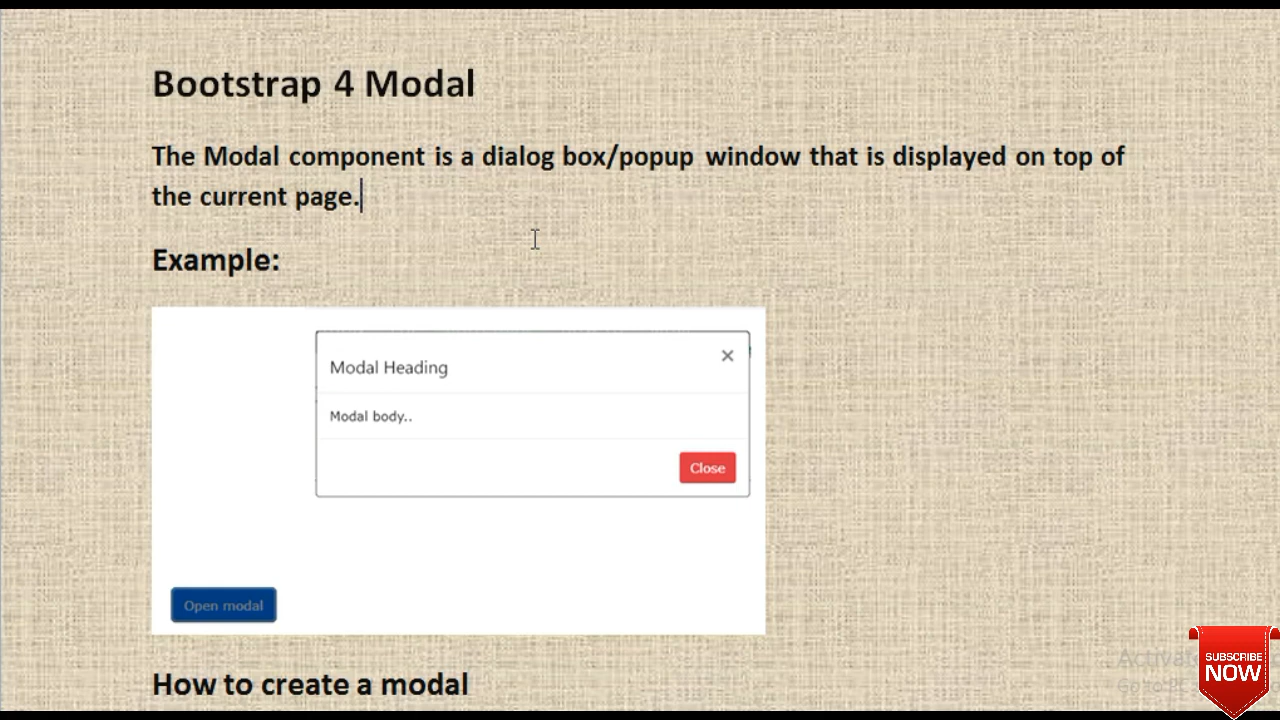 Bootstrap 4 Modal
The Modal component is a dialog box/popup window that is displayed on top of
the current page.
Example:
Modal Heading
×
Modal body..
Close
Open modal
How to create a modal
SUBSCRIBE
NOW